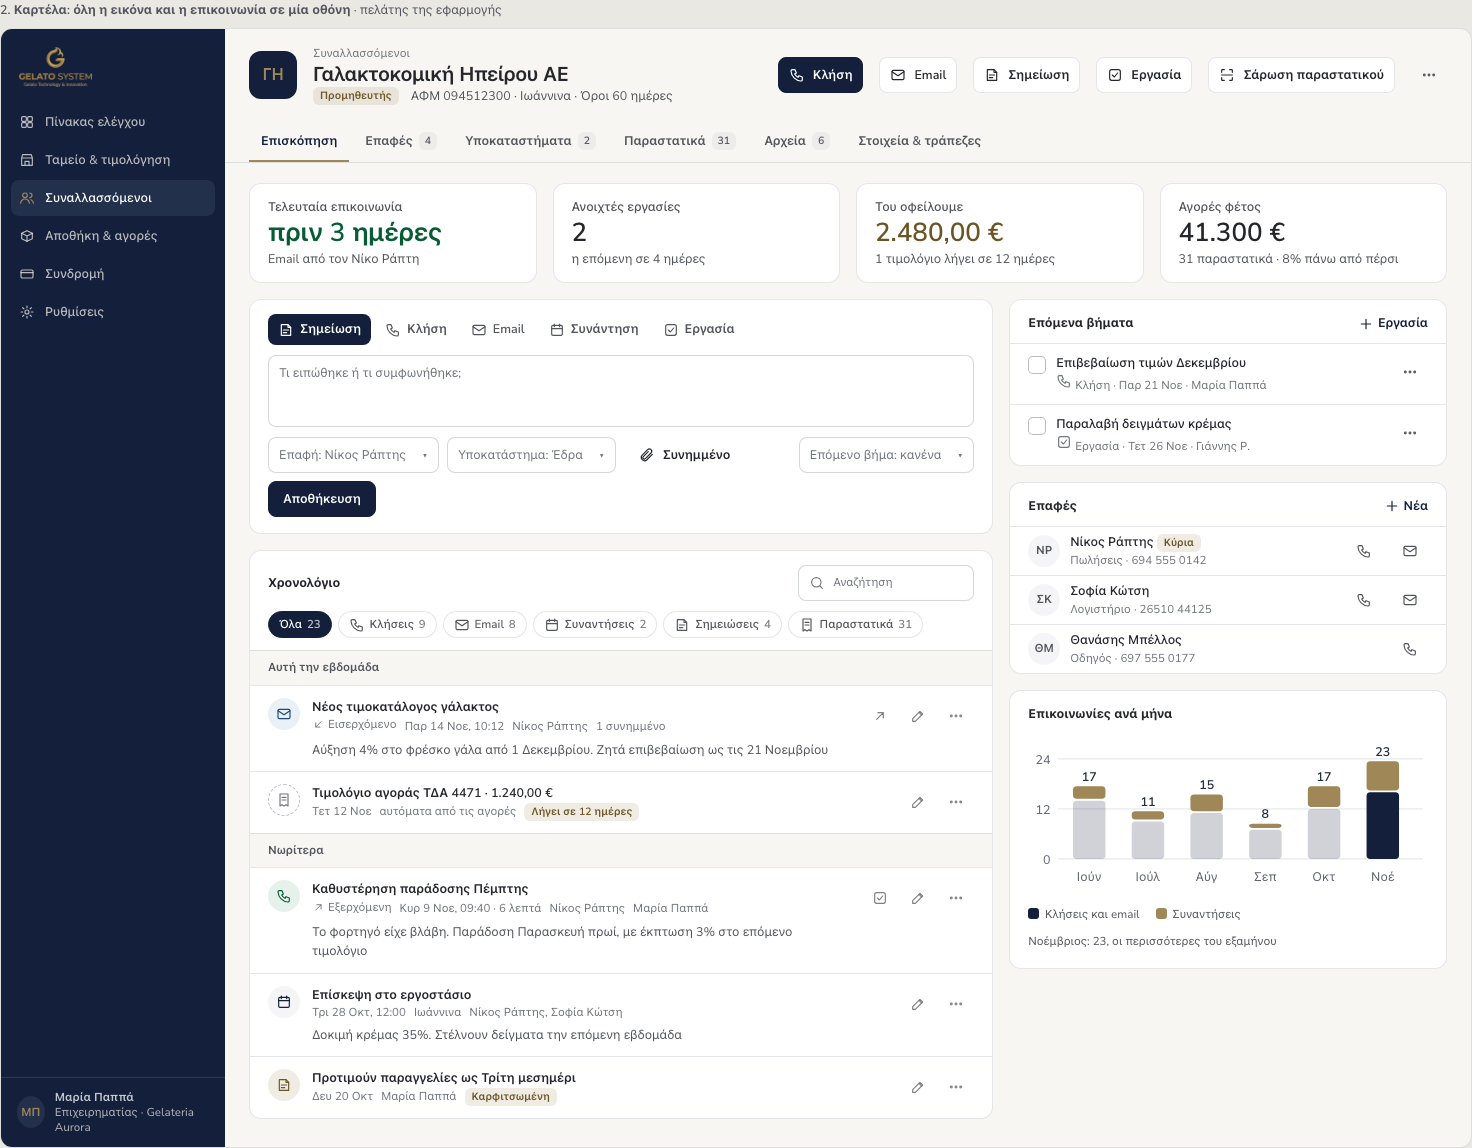 2. Καρτέλα: όλη η εικόνα και η επικοινωνία σε μία οθόνη · πελάτης της εφαρμογής
GELATO SYSTEM
Gelato Technology & Innovation
Πίνακας ελέγχου
Ταμείο & τιμολόγηση
Συναλλασσόμενοι
Αποθήκη & αγορές
Συνδρομή
Ρυθμίσεις
ΜΠ
Μαρία Παππά
Επιχειρηματίας · Gelateria
Aurora
ΓΗ
Συναλλασσόμενοι
Γαλακτοκομική Ηπείρου ΑΕ
Προμηθευτής ΑΦΜ 094512300 · Ιωάννινα · Όροι 60 ημέρες
Κλήση
Email
Σημείωση
Εργασία
Σάρωση παραστατικού
Επισκόπηση
Επαφές 4
Υποκαταστήματα 2
Παραστατικά 31
Αρχεία 6
Στοιχεία & τράπεζες
Τελευταία επικοινωνία
πριν 3 ημέρες
Email από τον Νίκο Ράπτη
Ανοιχτές εργασίες
2
η επόμενη σε 4 ημέρες
Του οφείλουμε
2.480,00 €
1 τιμολόγιο λήγει σε 12 ημέρες
Αγορές φέτος
41.300 €
31 παραστατικά · 8% πάνω από πέρσι
Σημείωση
Κλήση
Email
Συνάντηση
Εργασία
Τι ειπώθηκε ή τι συμφωνήθηκε;
Επαφή: Νίκος Ράπτης
Υποκατάστημα: Έδρα
Συνημμένο
Επόμενο βήμα: κανένα
Αποθήκευση
Χρονολόγιο
Αναζήτηση
Όλα 23
Κλήσεις 9
Email 8
Συναντήσεις 2
Σημειώσεις 4
Παραστατικά 31
Αυτή την εβδομάδα
Νέος τιμοκατάλογος γάλακτος
Εισερχόμενο Παρ 14 Νοε, 10:12 Νίκος Ράπτης 1 συνημμένο
Αύξηση 4% στο φρέσκο γάλα από 1 Δεκεμβρίου. Ζητά επιβεβαίωση ως τις 21 Νοεμβρίου
Τιμολόγιο αγοράς ΤΔΑ 4471 · 1.240,00 €
Τετ 12 Νοε αυτόματα από τις αγορές Λήγει σε 12 ημέρες
Νωρίτερα
Καθυστέρηση παράδοσης Πέμπτης
Εξερχόμενη Κυρ 9 Νοε, 09:40 · 6 λεπτά Νίκος Ράπτης Μαρία Παππά
Το φορτηγό είχε βλάβη. Παράδοση Παρασκευή πρωί, με έκπτωση 3% στο επόμενο
τιμολόγιο
Επίσκεψη στο εργοστάσιο
Τρι 28 Οκτ, 12:00 Ιωάννινα Νίκος Ράπτης, Σοφία Κώτση
Δοκιμή κρέμας 35%. Στέλνουν δείγματα την επόμενη εβδομάδα
Προτιμούν παραγγελίες ως Τρίτη μεσημέρι
Δευ 20 Οκτ Μαρία Παππά Καρφιτσωμένη
Επόμενα βήματα
Εργασία
Επιβεβαίωση τιμών Δεκεμβρίου
Κλήση · Παρ 21 Νοε · Μαρία Παππά
Παραλαβή δειγμάτων κρέμας
Εργασία · Τετ 26 Νοε · Γιάννης Ρ.
Επαφές
Νέα
ΝΡ
Νίκος Ράπτης Κύρια
Πωλήσεις · 694 555 0142
ΣΚ
Σοφία Κώτση
Λογιστήριο · 26510 44125
ΘΜ
Θανάσης Μπέλλος
Οδηγός · 697 555 0177
Επικοινωνίες ανά μήνα
24
12
0
17
11
15
8
17
23
Ιούν
Ιούλ
Αύγ
Σεπ
Οκτ
Νοέ
Κλήσεις και email
Συναντήσεις
Νοέμβριος: 23, οι περισσότερες του εξαμήνου